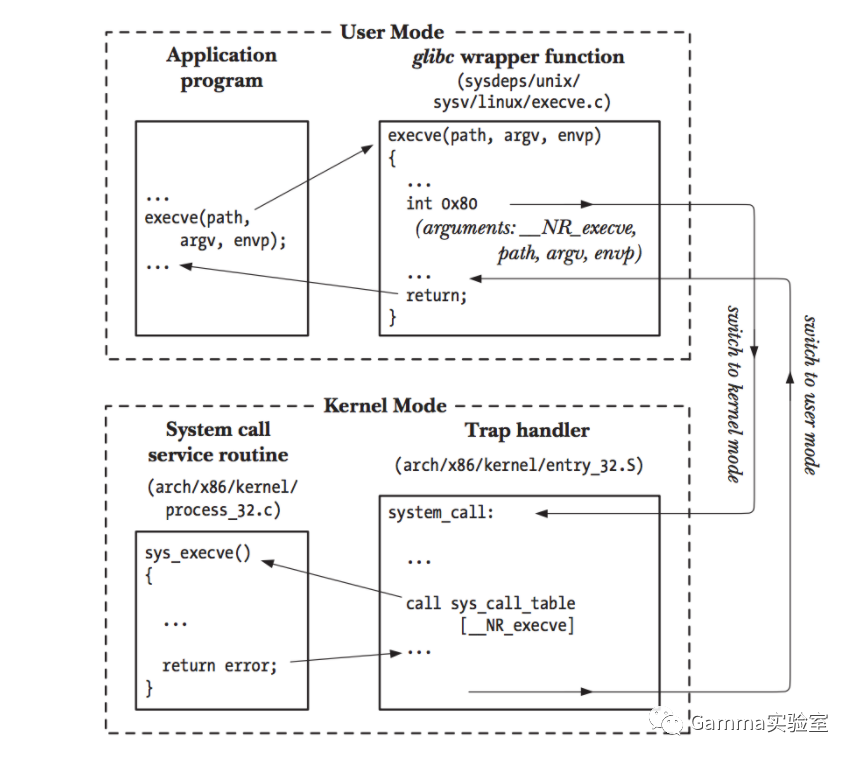 User Mode
Application
program
glibc wrapper function
(sysdeps/unix/
sysv/linux/execve.c)
...
execve(path,
argv, envp);
...
execve(path, argv, envp)
{
...
int 0x80
(arguments: __NR_execve,
path, argv, envp)
...
return;
}
switch to kernel mode
switch to user mode
Kernel Mode
System call
service routine
(arch/x86/kernel/
process_32.c)
Trap handler
(arch/x86/kernel/entry_32.S)
sys_execve()
{
...
return error;
}
system_call:
...
call sys_call_table
[__NR_execve]
...
Gamma实验室